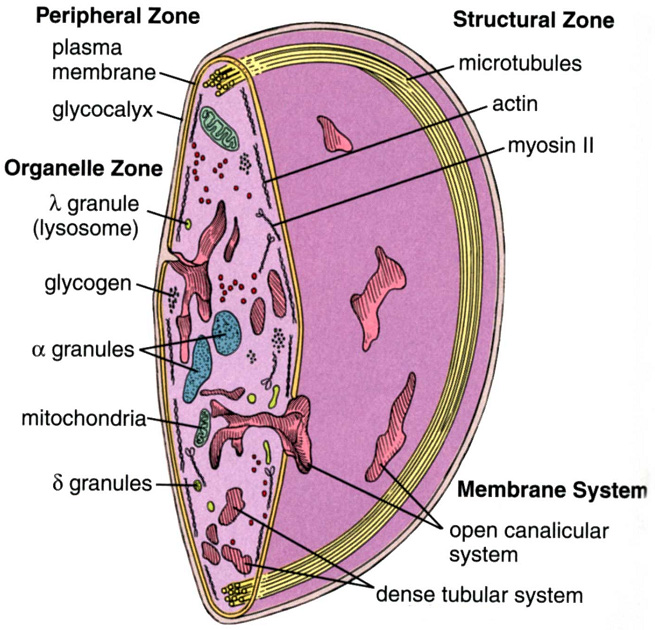 Peripheral Zone
plasma
membrane
glycocalyx
Organelle Zone
λ granule
(lysosome)
glycogen
α granules
mitochondria
δ granules
Structural Zone
microtubules
actin
myosin II
Membrane System
open canalicular
system
dense tubular system